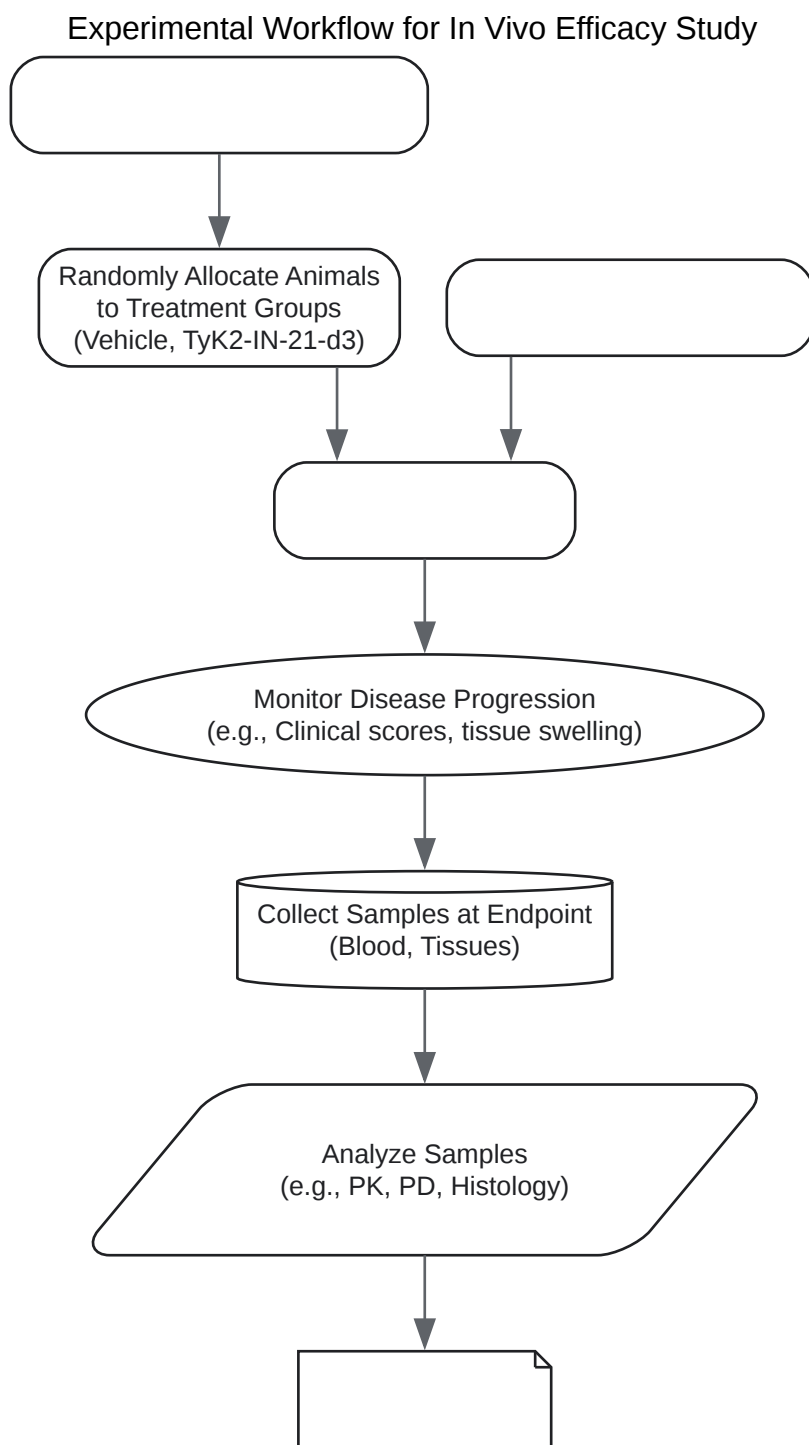 Experimental Workflow for In Vivo Efficacy Study
Randomly Allocate Animals
to Treatment Groups
(Vehicle, TyK2-IN-21-d3)
Monitor Disease Progression
(e.g., Clinical scores, tissue swelling)
Collect Samples at Endpoint
(Blood, Tissues)
Analyze Samples
(e.g., PK, PD, Histology)